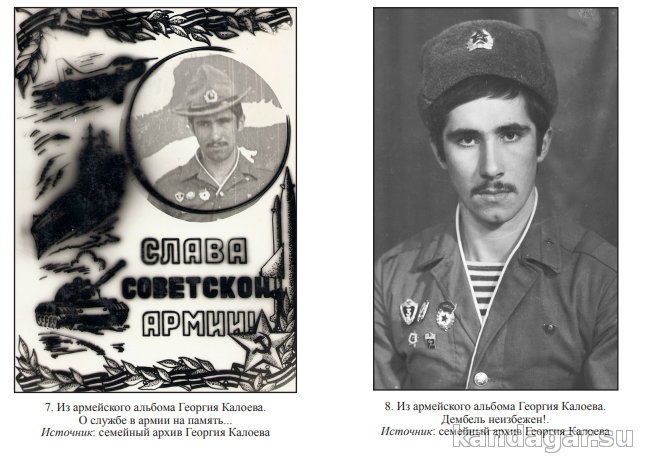 СЛАВА
СОВЕТСКОЙ
АРМИИ!
7. Из армейского альбома Георгия Калоева.
О службе в армии на память...
Источник: семейный архив Георгия Калоева
8. Из армейского альбома Георгия Калоева.
Дембель неизбежен!.
Источник: семейный архив Георгия Калоева
kandagar.su